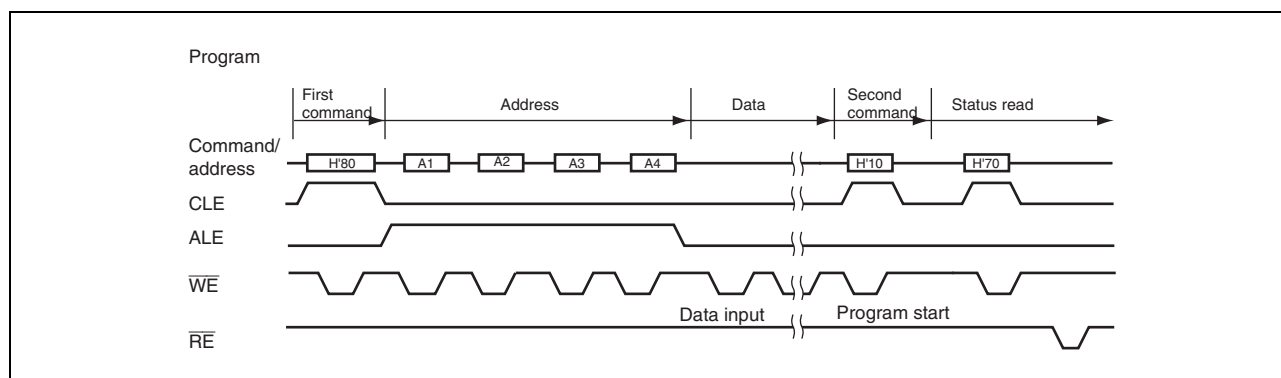 Program
First command
Address
Data
Second command
Status read
Command/
address
H'80
A1
A2
A3
A4
H'10
H'70
CLE
ALE
WE
Data input
Program start
RE